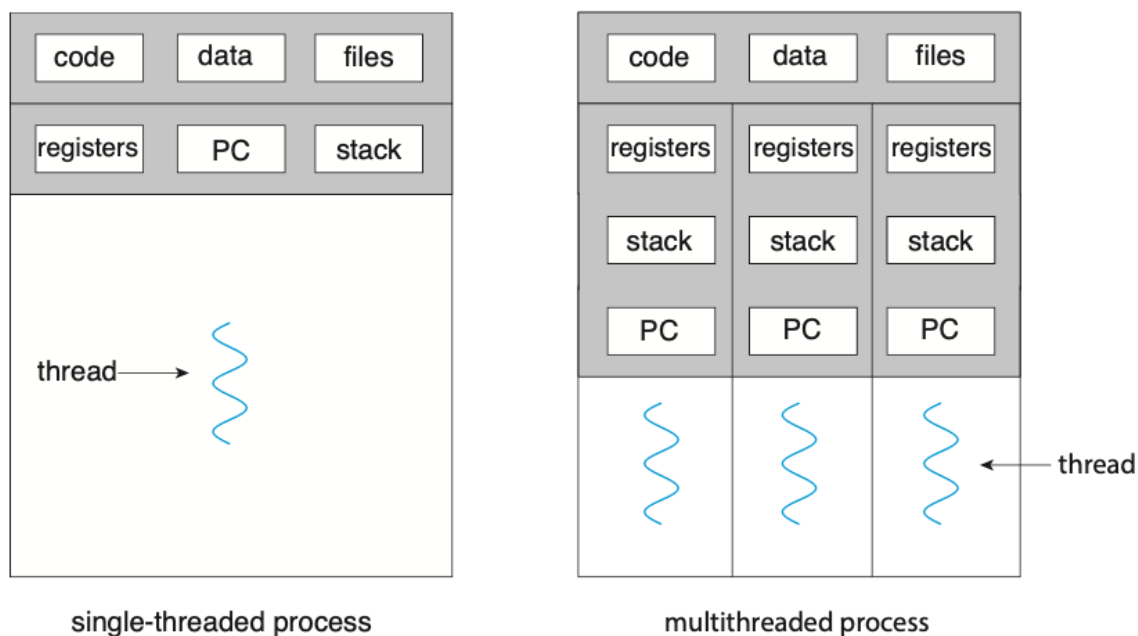 code data files
registers PC stack
thread
single-threaded process
code data files
registers registers registers
stack stack stack
PC PC PC
thread
multithreaded process